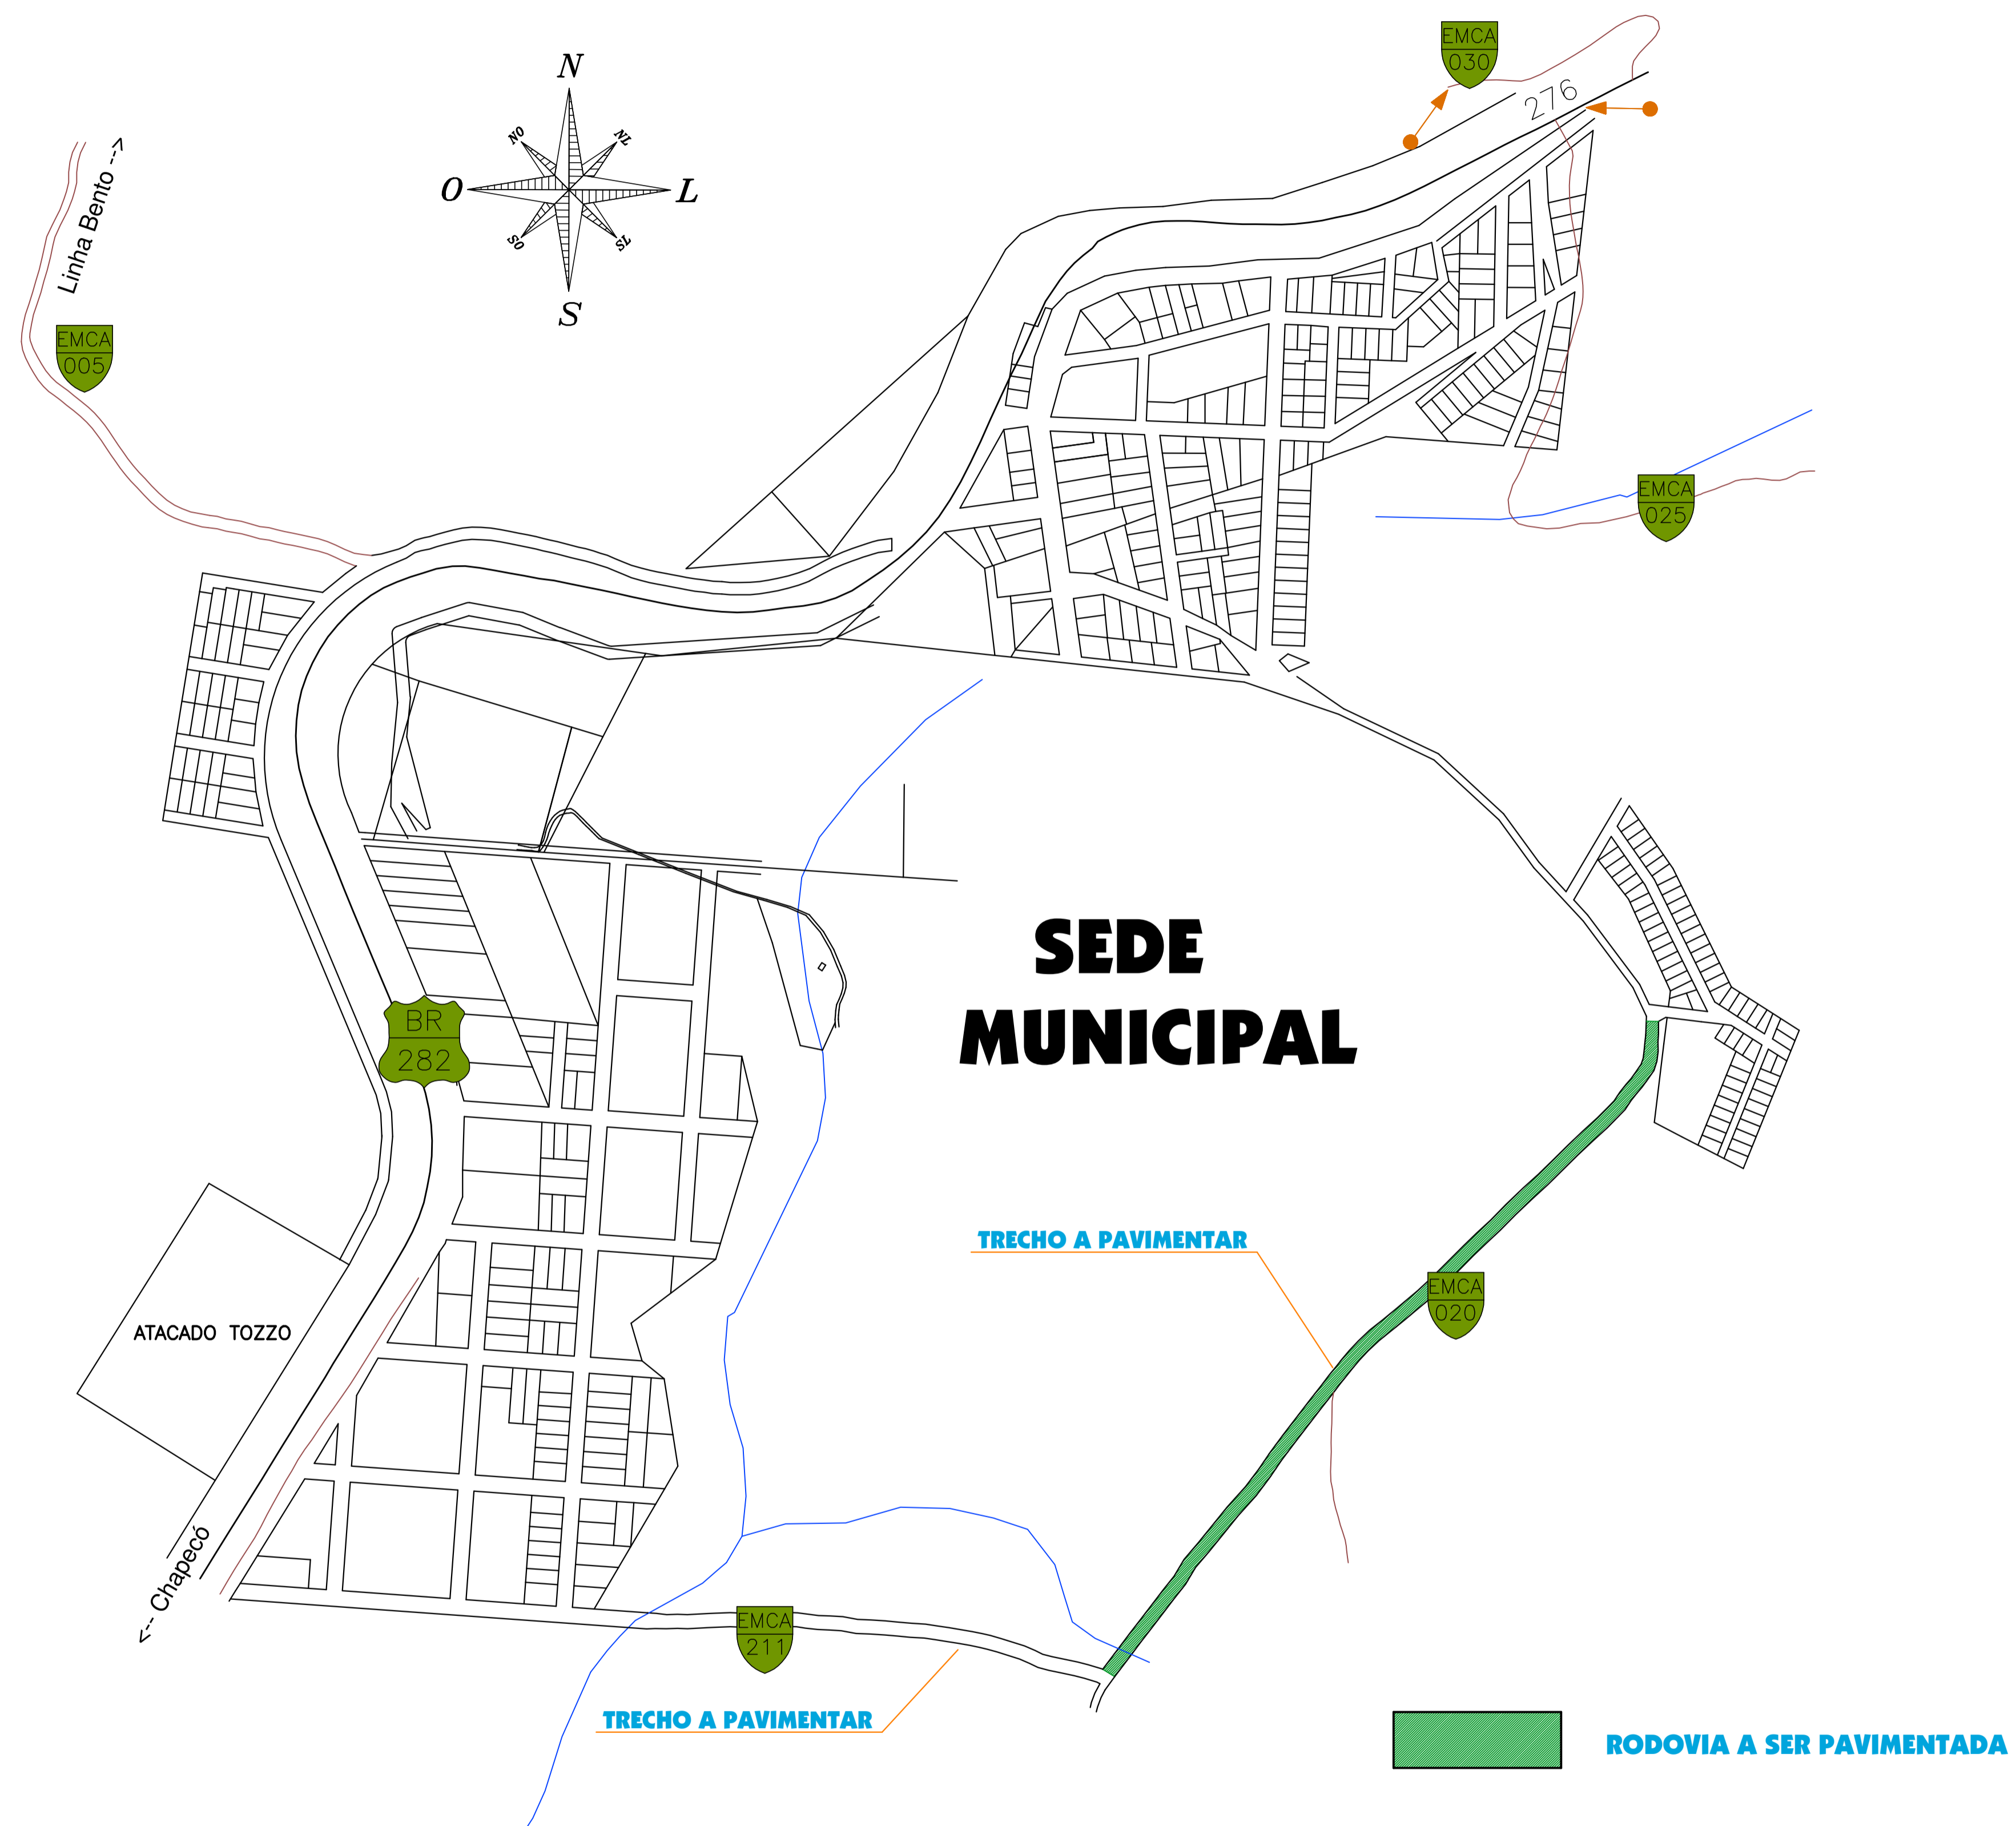 EMCA
030
276
N
NO
NL
O
L
SO
SL
S
Linha Bento -->
EMCA
005
EMCA
025
SEDE
MUNICIPAL
BR
282
TRECHO A PAVIMENTAR
EMCA
020
ATACADO TOZZO
<-- Chapecó
EMCA
211
TRECHO A PAVIMENTAR
RODOVIA A SER PAVIMENTADA